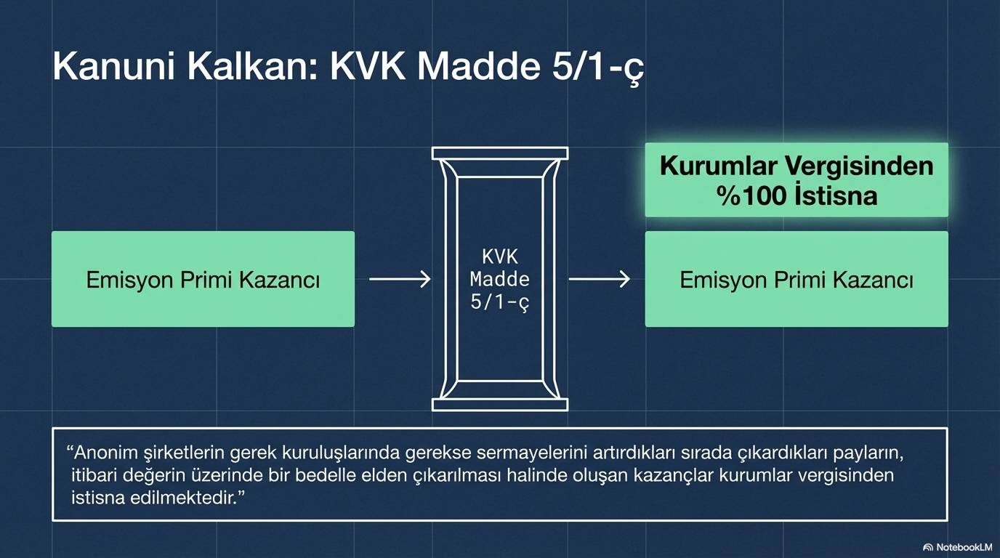 Kanuni Kalkan: KVK Madde 5/1-ç
Kurumlar Vergisinden
%100 İstisna
Emisyon Primi Kazancı
KVK
Madde
5/1-ç
Emisyon Primi Kazancı
“Anonim şirketlerin gerek kuruluşlarında gerekse sermayelerini artırdıkları sırada çıkardıkları payların,
itibari değerin üzerinde bir bedelle elden çıkarılması halinde oluşan kazançlar kurumlar vergisinden
istisna edilmektedir.”
NotebookLM